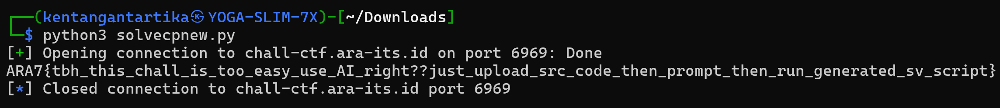 ┌──(kentangantartika㉿YOGA-SLIM-7X)-[~/Downloads]
└─$ python3 solvecpnew.py
[+] Opening connection to chall-ctf.ara-its.id on port 6969: Done
ARA7{tbh_this_chall_is_too_easy_use_AI_right??just_upload_src_code_then_prompt_then_run_generated_sv_script}
[*] Closed connection to chall-ctf.ara-its.id port 6969